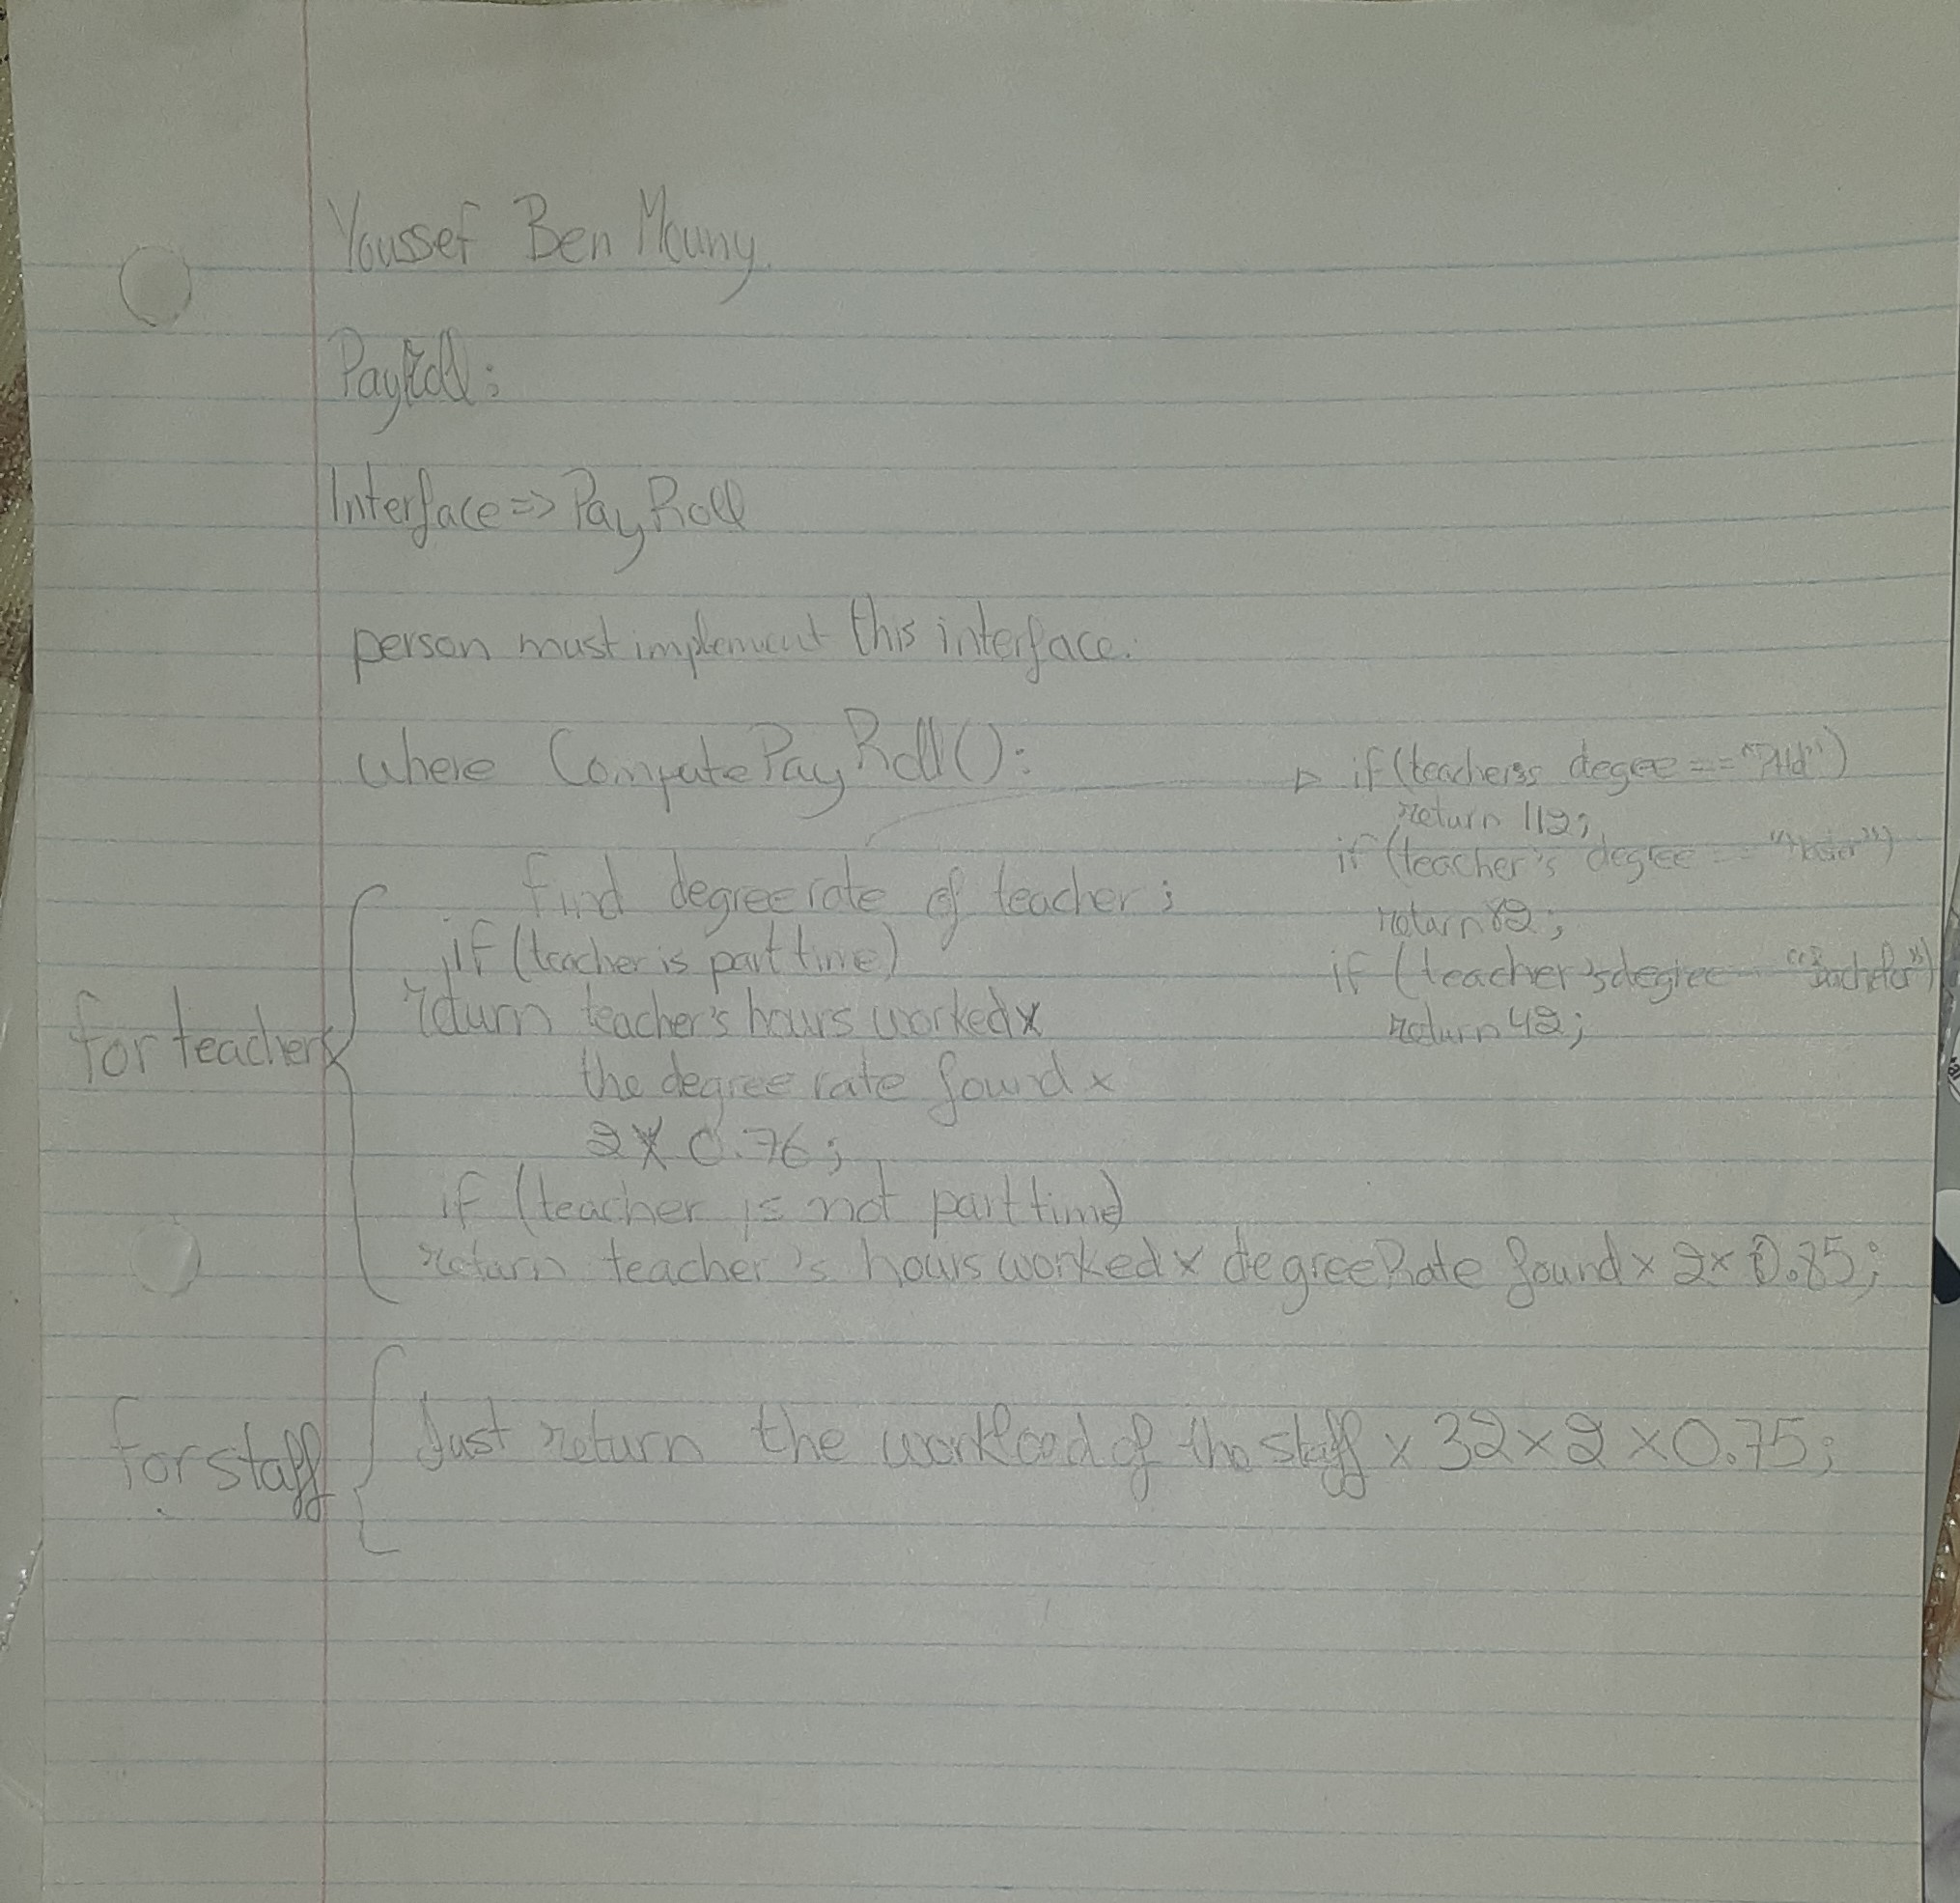 Youssef Ben Mouny.
PayRoll:
Interface => PayRoll
person must implement this interface.
where ComputePayRoll():
find degree rate of teacher;
if (teacher is part time)
return teacher's hours worked x
the degree rate found x
2 x 0.76;
if (teacher is not part time)
return teacher's hours worked x degreeRate found x 2 x 0.85;
for teachers
if (teacher's degee == "PHd")
return 112;
if (teacher's degree == "Master")
return 82;
if (teacher's degree == "Bachelor")
return 42;
for staff
Just return the workload of the staff x 32 x 2 x 0.75;